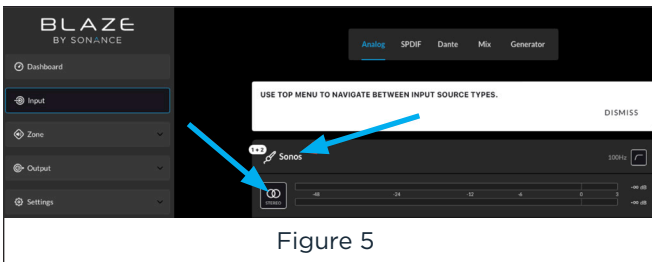 BLAZE
BY SONANCE
Analog SPDIF Dante Mix Generator
Dashboard
Input
Zone
Output
Settings
USE TOP MENU TO NAVIGATE BETWEEN INPUT SOURCE TYPES.
DISMISS
1+2
Sonos
100Hz
STEREO
-48 -24 -12 -6 0 3
-∞ dB
-∞ dB
Figure 5